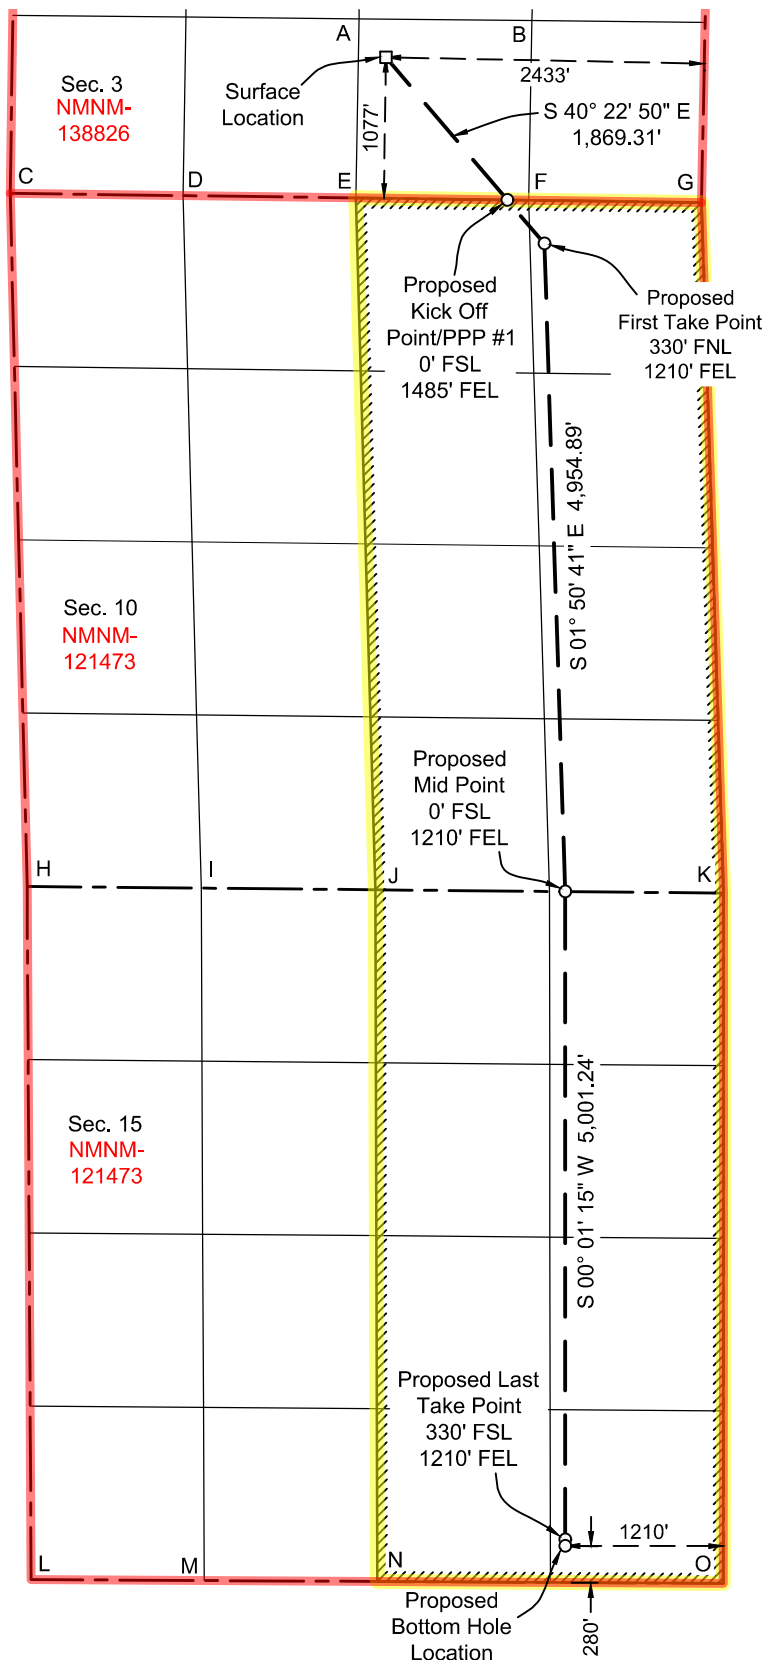 A
B
Sec. 3
NMNM-
138826
Surface
Location
2433'
1077'
S 40° 22' 50" E
1,869.31'
C
D
E
F
G
Proposed
Kick Off
Point/PPP #1
0' FSL
1485' FEL
Proposed
First Take Point
330' FNL
1210' FEL
S 01° 50' 41" E 4,954.89'
Sec. 10
NMNM-
121473
Proposed
Mid Point
0' FSL
1210' FEL
H
I
J
K
S 00° 01' 15" W 5,001.24'
Sec. 15
NMNM-
121473
Proposed Last
Take Point
330' FSL
1210' FEL
1210'
L
M
N
O
Proposed
Bottom Hole
Location
280'